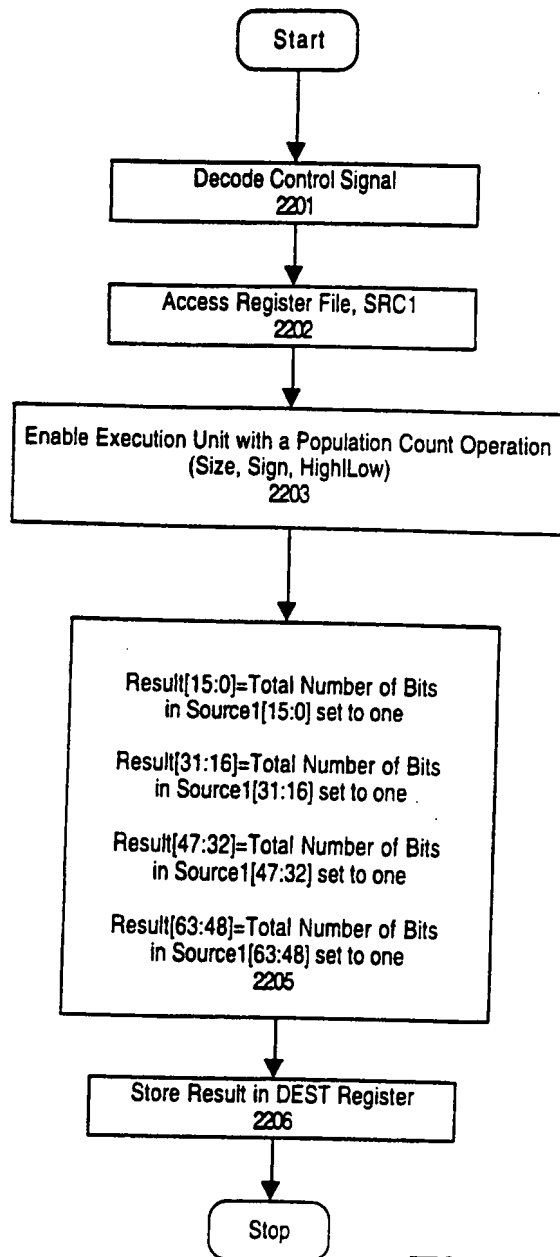 Start
Decode Control Signal
2201
Access Register File, SRC1
2202
Enable Execution Unit with a Population Count Operation
(Size, Sign, High|Low)
2203
Result[15:0]=Total Number of Bits
in Source1[15:0] set to one
Result[31:16]=Total Number of Bits
in Source1[31:16] set to one
Result[47:32]=Total Number of Bits
in Source1[47:32] set to one
Result[63:48]=Total Number of Bits
in Source1[63:48] set to one
2205
Store Result in DEST Register
2206
Stop